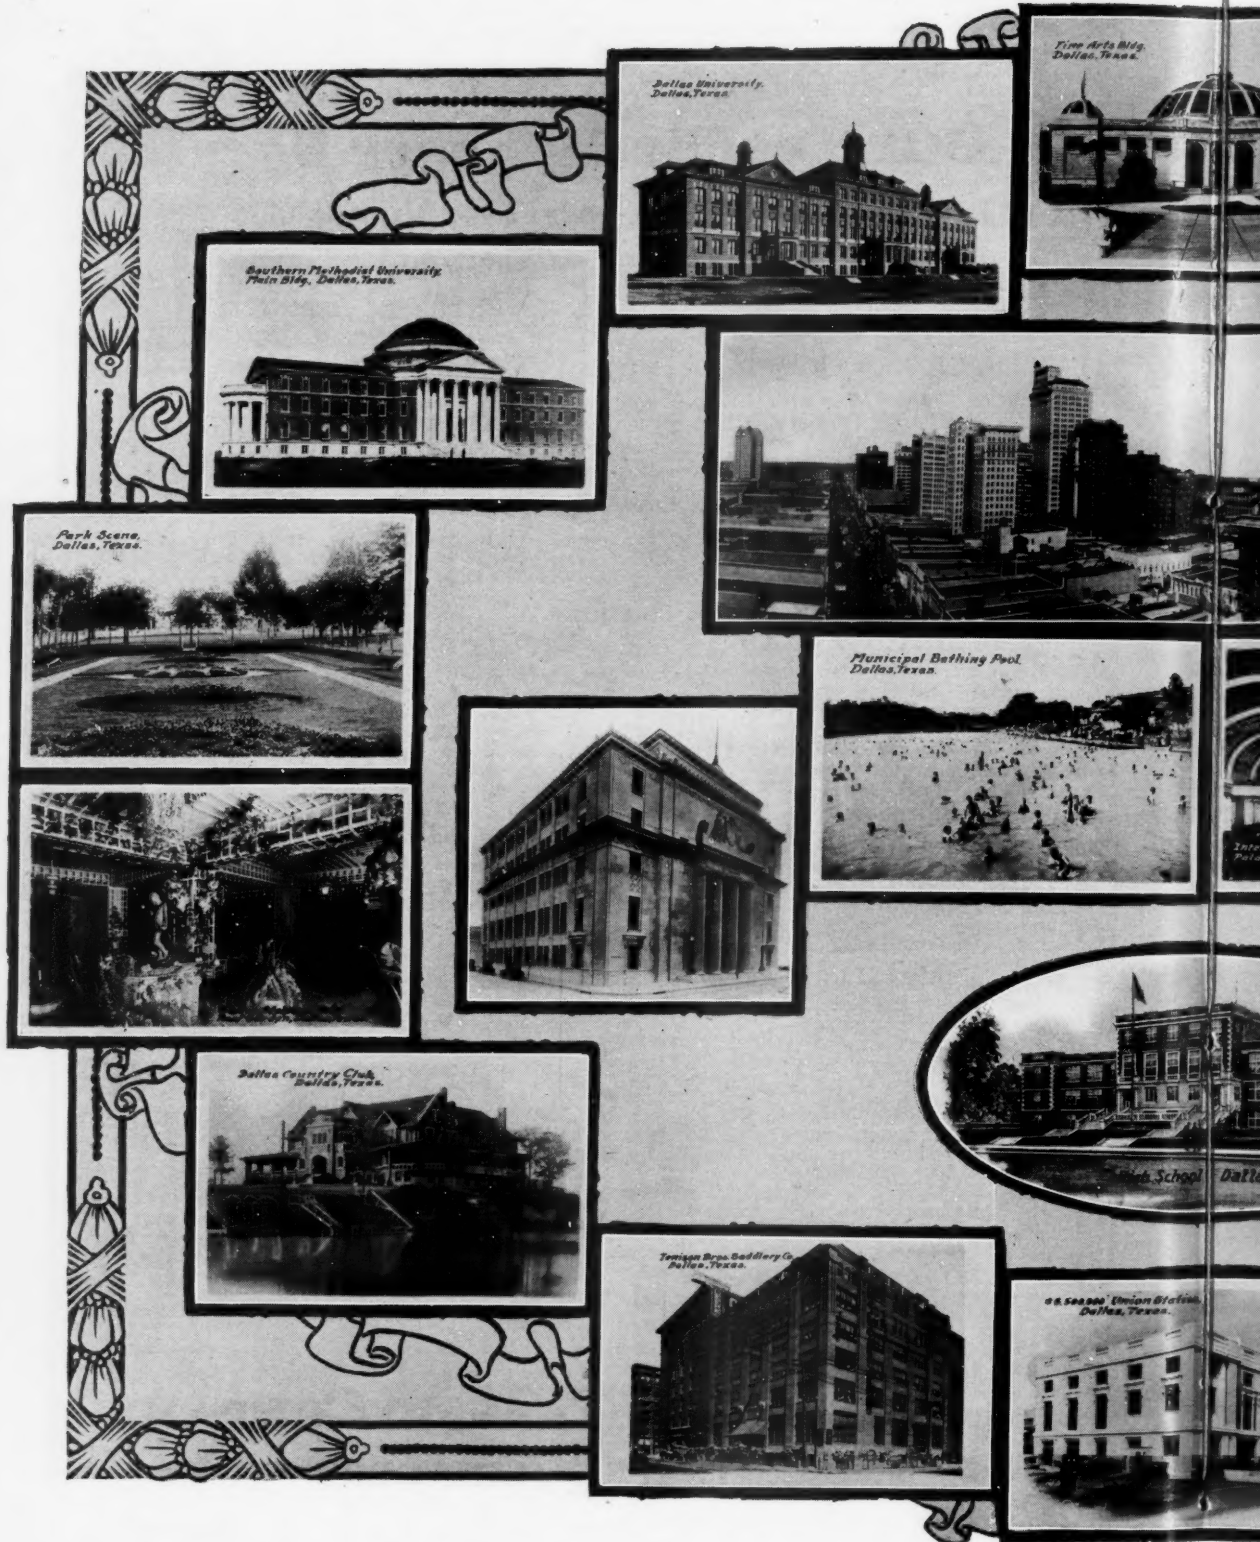 Fine Arts Bldg.
Dallas, Texas.
Dallas University.
Dallas, Texas
Southern Methodist University
Main Bldg., Dallas, Texas.
Park Scene,
Dallas, Texas.
Municipal Bathing Pool
Dallas, Texas.
Dallas Country Club,
Dallas, Texas.
School Dalla
Tenison Bros. Saddlery Co.
Dallas, Texas.
Union Station,
Dallas, Texas.